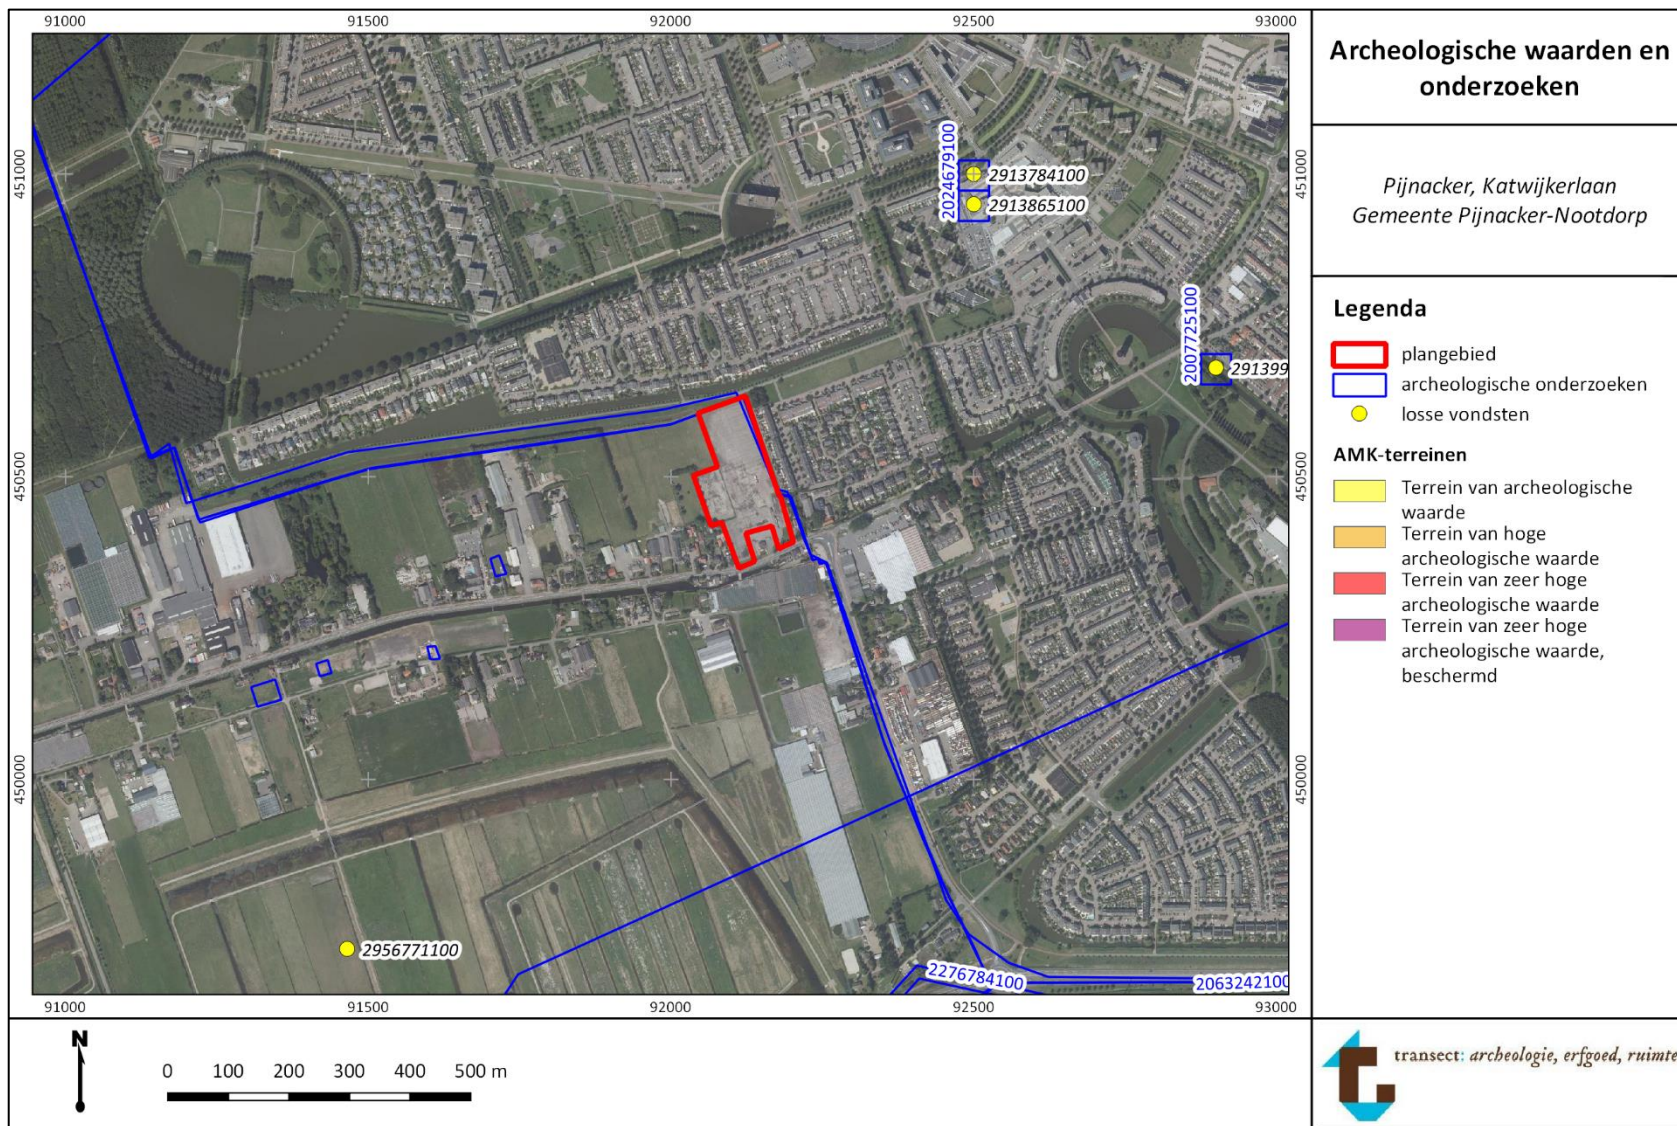 91000 91500 92000 92500 93000
451000
450500
450000
451000
450500
450000
2024679100
2913784100
2913865100
2007725100
291399
2956771100
2276784100
2063242100
91000 91500 92000 92500 93000
N
0 100 200 300 400 500 m
Archeologische waarden en
onderzoeken
Pijnacker, Katwijkerlaan
Gemeente Pijnacker-Nootdorp
Legenda
plangebied
archeologische onderzoeken
losse vondsten
AMK-terreinen
Terrein van archeologische
waarde
Terrein van hoge
archeologische waarde
Terrein van zeer hoge
archeologische waarde
Terrein van zeer hoge
archeologische waarde,
beschermd
transect: archeologie, erfgoed, ruimte